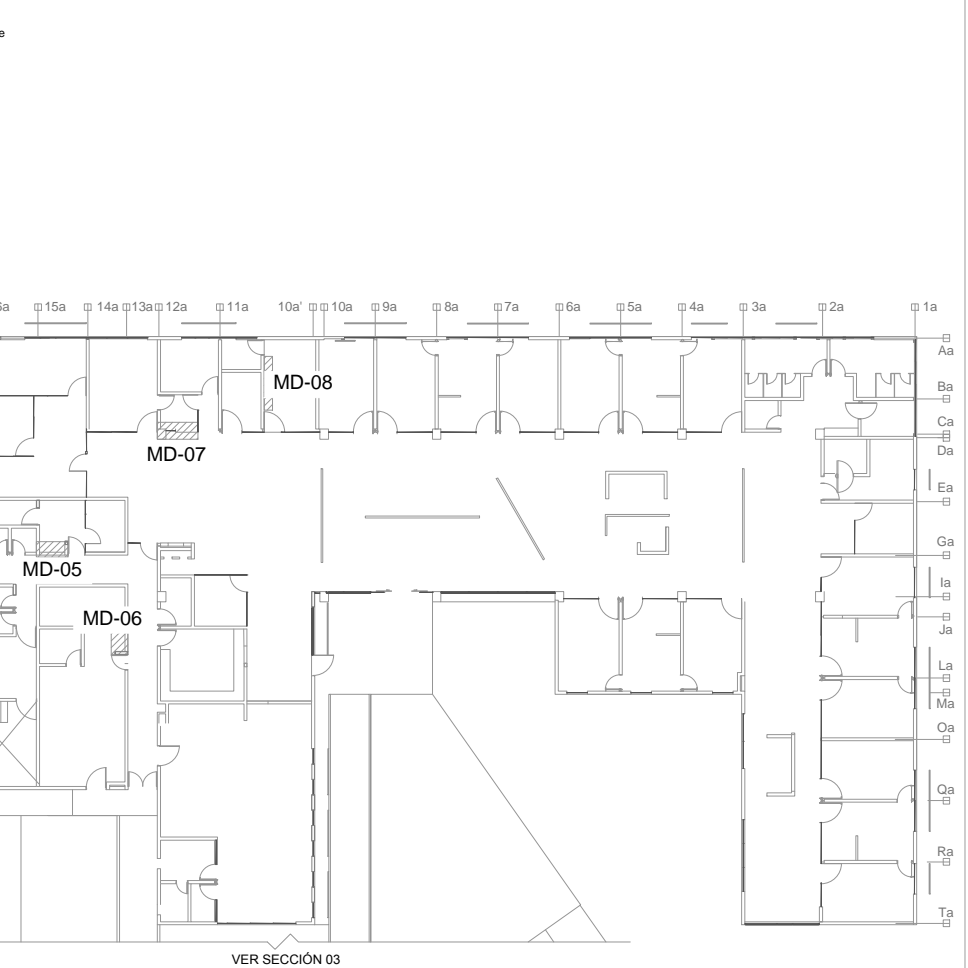 e
6a 15a 14a 13a 12a 11a 10a' 10a 9a 8a 7a 6a 5a 4a 3a 2a 1a
Aa
MD-08
Ba
Ca
MD-07
Da
Ea
Ga
MD-05
Ia
MD-06
Ja
La
Ma
Oa
Qa
Ra
Ta
VER SECCIÓN 03